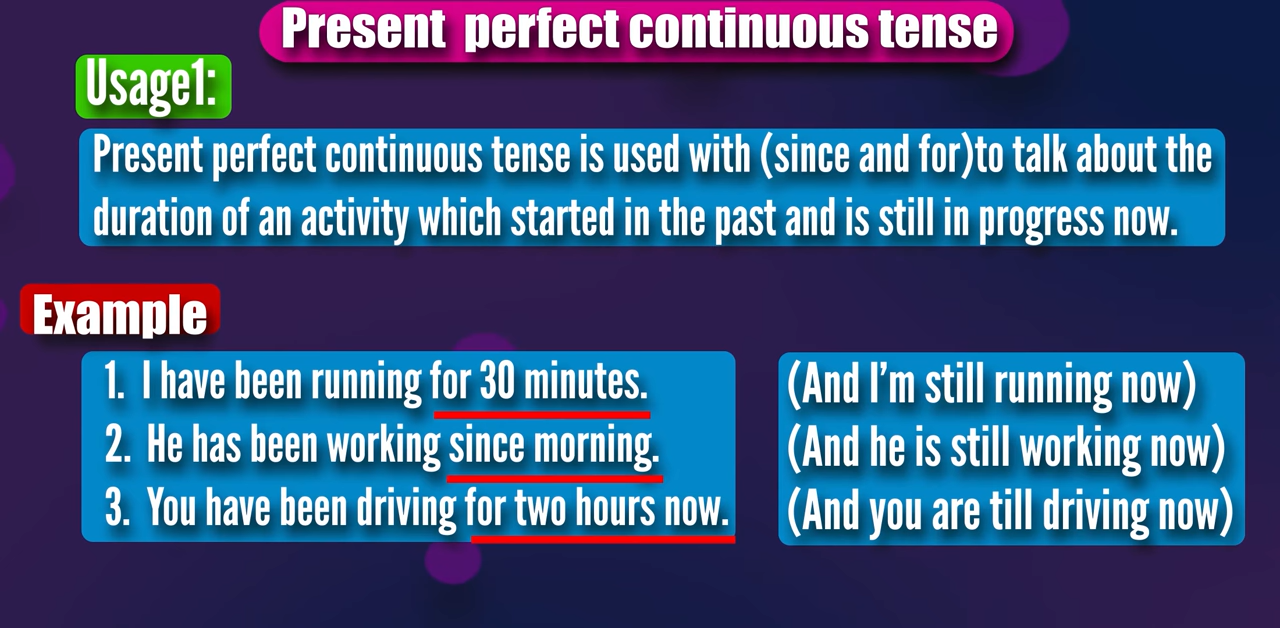 Present perfect continuous tense
Usage1:
Present perfect continuous tense is used with (since and for)to talk about the
duration of an activity which started in the past and is still in progress now.
Example
1. I have been running for 30 minutes.
(And I'm still running now)
2. He has been working since morning.
(And he is still working now)
3. You have been driving for two hours now.
(And you are till driving now)